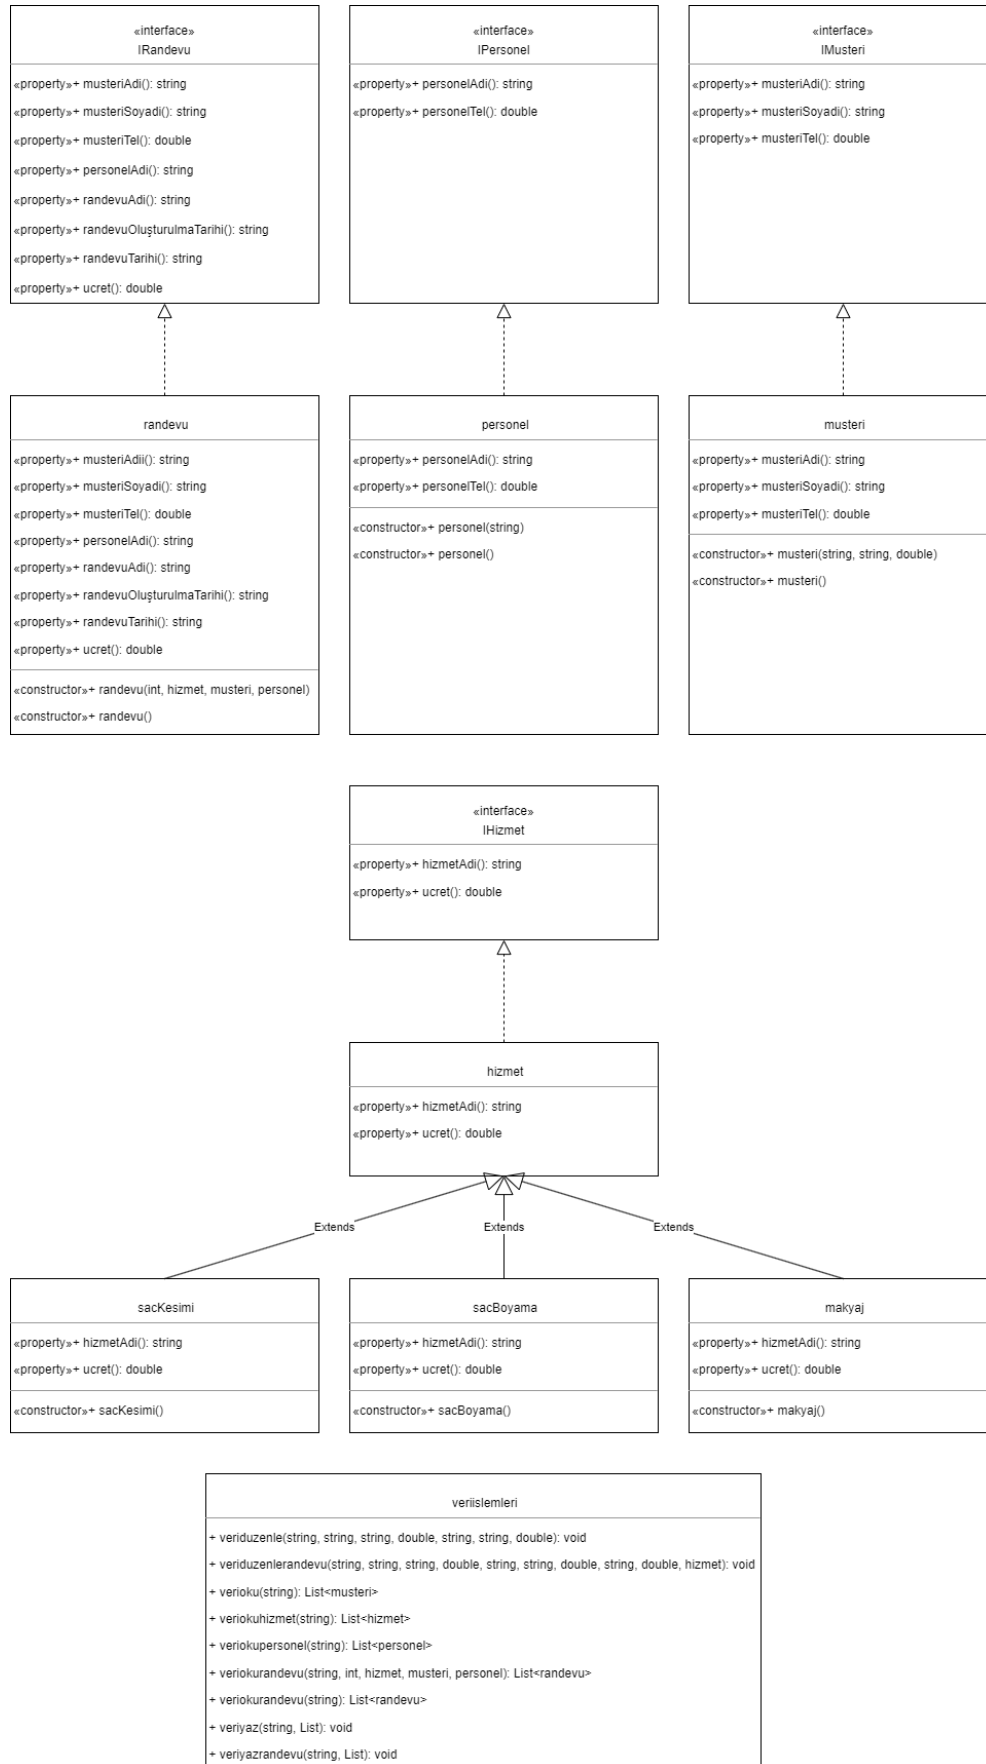 «interface»
IRandevu
«property»+ musteriAdi(): string
«property»+ musteriSoyadi(): string
«property»+ musteriTel(): double
«property»+ personelAdi(): string
«property»+ randevuAdi(): string
«property»+ randevuOluşturulmaTarihi(): string
«property»+ randevuTarihi(): string
«property»+ ucret(): double
«interface»
IPersonel
«property»+ personelAdi(): string
«property»+ personelTel(): double
«interface»
IMusteri
«property»+ musteriAdi(): string
«property»+ musteriSoyadi(): string
«property»+ musteriTel(): double
randevu
«property»+ musteriAdii(): string
«property»+ musteriSoyadi(): string
«property»+ musteriTel(): double
«property»+ personelAdi(): string
«property»+ randevuAdi(): string
«property»+ randevuOluşturulmaTarihi(): string
«property»+ randevuTarihi(): string
«property»+ ucret(): double
«constructor»+ randevu(int, hizmet, musteri, personel)
«constructor»+ randevu()
personel
«property»+ personelAdi(): string
«property»+ personelTel(): double
«constructor»+ personel(string)
«constructor»+ personel()
musteri
«property»+ musteriAdi(): string
«property»+ musteriSoyadi(): string
«property»+ musteriTel(): double
«constructor»+ musteri(string, string, double)
«constructor»+ musteri()
«interface»
IHizmet
«property»+ hizmetAdi(): string
«property»+ ucret(): double
hizmet
«property»+ hizmetAdi(): string
«property»+ ucret(): double
Extends
Extends
Extends
sacKesimi
«property»+ hizmetAdi(): string
«property»+ ucret(): double
«constructor»+ sacKesimi()
sacBoyama
«property»+ hizmetAdi(): string
«property»+ ucret(): double
«constructor»+ sacBoyama()
makyaj
«property»+ hizmetAdi(): string
«property»+ ucret(): double
«constructor»+ makyaj()
veriislemleri
+ veriduzenle(string, string, string, double, string, string, double): void
+ veriduzenlerandevu(string, string, string, double, string, string, double, string, double, hizmet): void
+ verioku(string): List<musteri>
+ veriokuhizmet(string): List<hizmet>
+ veriokupersonel(string): List<personel>
+ veriokurandevu(string, int, hizmet, musteri, personel): List<randevu>
+ veriokurandevu(string): List<randevu>
+ veriyaz(string, List): void
+ veriyazrandevu(string, List): void